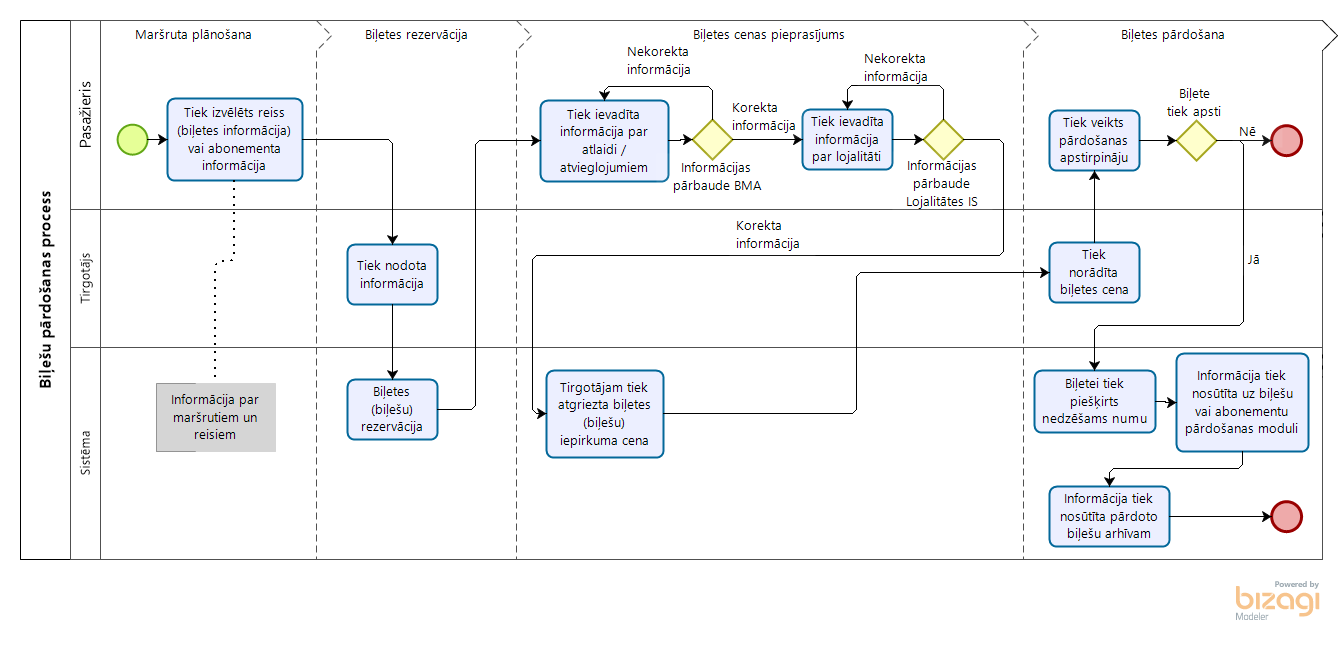 Biļešu pārdošanas process
Maršruta plānošana
Biļetes rezervācija
Biļetes cenas pieprasījums
Biļetes pārdošana
Pasažieris
Tiek izvēlēts reiss
(biļetes informācija)
vai abonementa
informācija
Nekorekta
informācija
Tiek ievadīta
informācija par
atlaidi /
atvieglojumiem
Korekta
informācija
Informācijas
pārbaude BMA
Nekorekta
informācija
Tiek ievadīta
informācija
par lojalitāti
Informācijas
pārbaude
Lojalitātes IS
Tiek veikts
pārdošanas
apstirpināju
Biļete
tiek apsti
Nē
Jā
Tirgotājs
Tiek nodota
informācija
Korekta
informācija
Tiek
norādīta
biļetes cena
Sistēma
Informācija par
maršrutiem un
reisiem
Biļetes
(biļešu)
rezervācija
Tirgotājam tiek
atgriezta biļetes
(biļešu)
iepirkuma cena
Biļetei tiek
piešķirts
nedzēšams numu
Informācija tiek
nosūtīta uz biļešu
vai abonementu
pārdošanas moduli
Informācija tiek
nosūtīta pārdoto
biļešu arhīvam
Powered by
bizagi
Modeler